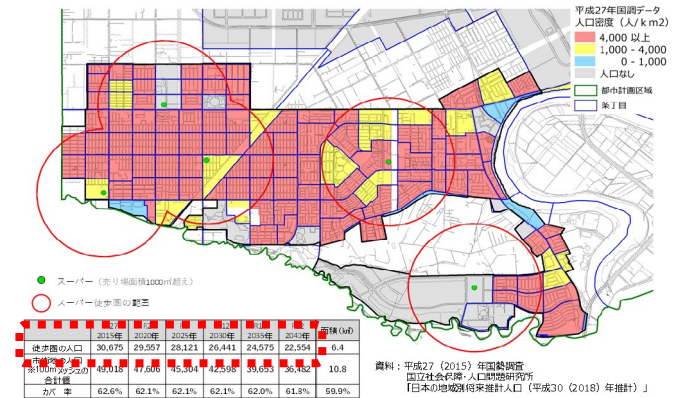 平成27年国調データ
人口密度（人/ｋｍ2）
4,000 以上
1,000 - 4,000
0 - 1,000
人口なし
都市計画区域
条丁目
スーパー（売り場面積1000㎡超え）
スーパー徒歩圏の範囲
2015年 2020年 2025年 2030年 2035年 2040年 面積(㎢)
徒歩圏の人口 30,675 29,557 28,121 26,441 24,575 22,554 6.4
※100mメッシュの合計値 49,018 47,606 45,304 42,598 39,653 36,482 10.8
カバ 率 62.6% 62.1% 62.1% 62.1% 62.0% 61.8% 59.9%
資料：平成27（2015）年国勢調査
国立社会保障・人口問題研究所
「日本の地域別将来推計人口（平成30（2018）年推計）」